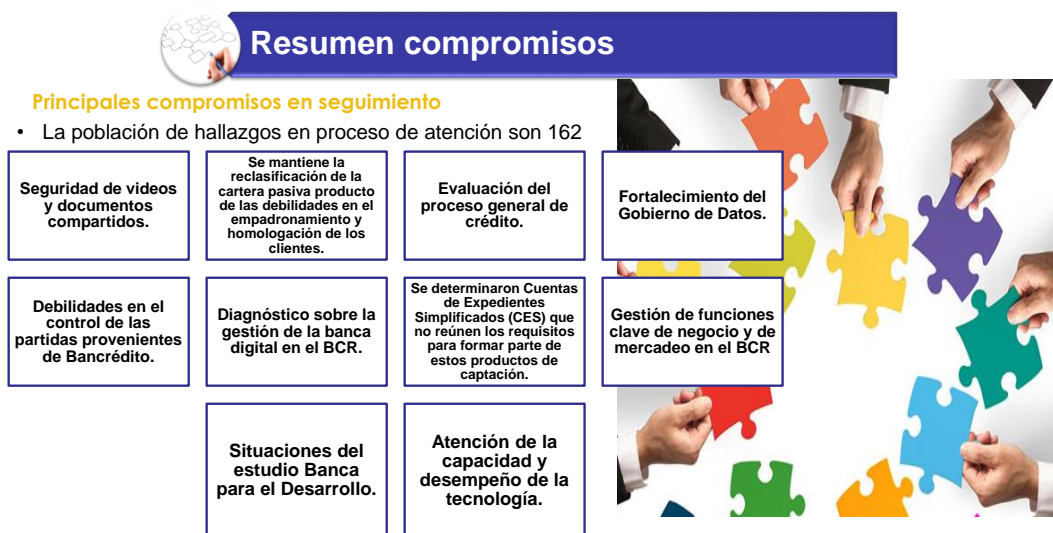 Resumen compromisos
Principales compromisos en seguimiento
• La población de hallazgos en proceso de atención son 162
Seguridad de videos
y documentos
compartidos.
Se mantiene la
reclasificación de la
cartera pasiva producto
de las debilidades en el
empadronamiento y
homologación de los
clientes.
Evaluación del
proceso general de
crédito.
Fortalecimiento del
Gobierno de Datos.
Debilidades en el
control de las
partidas provenientes
de Bancrédito.
Diagnóstico sobre la
gestión de la banca
digital en el BCR.
Se determinaron Cuentas
de Expedientes
Simplificados (CES) que
no reúnen los requisitos
para formar parte de
estos productos de
captación.
Gestión de funciones
clave de negocio y de
mercadeo en el BCR
Situaciones del
estudio Banca
para el Desarrollo.
Atención de la
capacidad y
desempeño de la
tecnología.